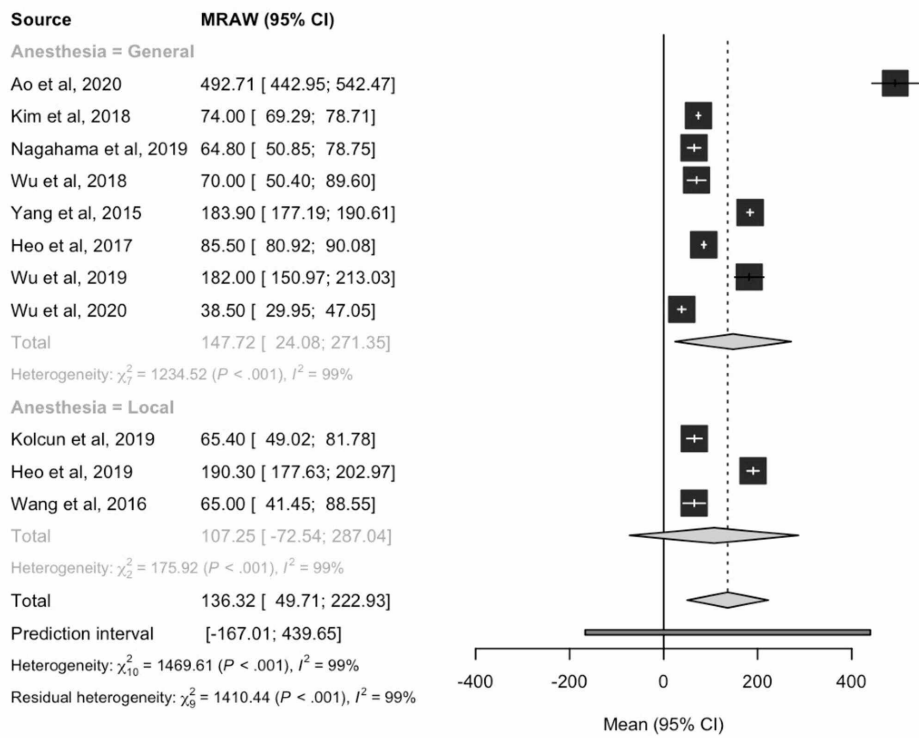 Source MRAW (95% CI)
Anesthesia = General
Ao et al, 2020 492.71 [ 442.95; 542.47]
Kim et al, 2018 74.00 [ 69.29; 78.71]
Nagahama et al, 2019 64.80 [ 50.85; 78.75]
Wu et al, 2018 70.00 [ 50.40; 89.60]
Yang et al, 2015 183.90 [ 177.19; 190.61]
Heo et al, 2017 85.50 [ 80.92; 90.08]
Wu et al, 2019 182.00 [ 150.97; 213.03]
Wu et al, 2020 38.50 [ 29.95; 47.05]
Total 147.72 [ 24.08; 271.35]
Heterogeneity: χ²₇ = 1234.52 (P < .001), I² = 99%
Anesthesia = Local
Kolcun et al, 2019 65.40 [ 49.02; 81.78]
Heo et al, 2019 190.30 [ 177.63; 202.97]
Wang et al, 2016 65.00 [ 41.45; 88.55]
Total 107.25 [ -72.54; 287.04]
Heterogeneity: χ²₂ = 175.92 (P < .001), I² = 99%
Total 136.32 [ 49.71; 222.93]
Prediction interval [-167.01; 439.65]
Heterogeneity: χ²₁₀ = 1469.61 (P < .001), I² = 99%
Residual heterogeneity: χ²₉ = 1410.44 (P < .001), I² = 99%
-400 -200 0 200 400
Mean (95% CI)